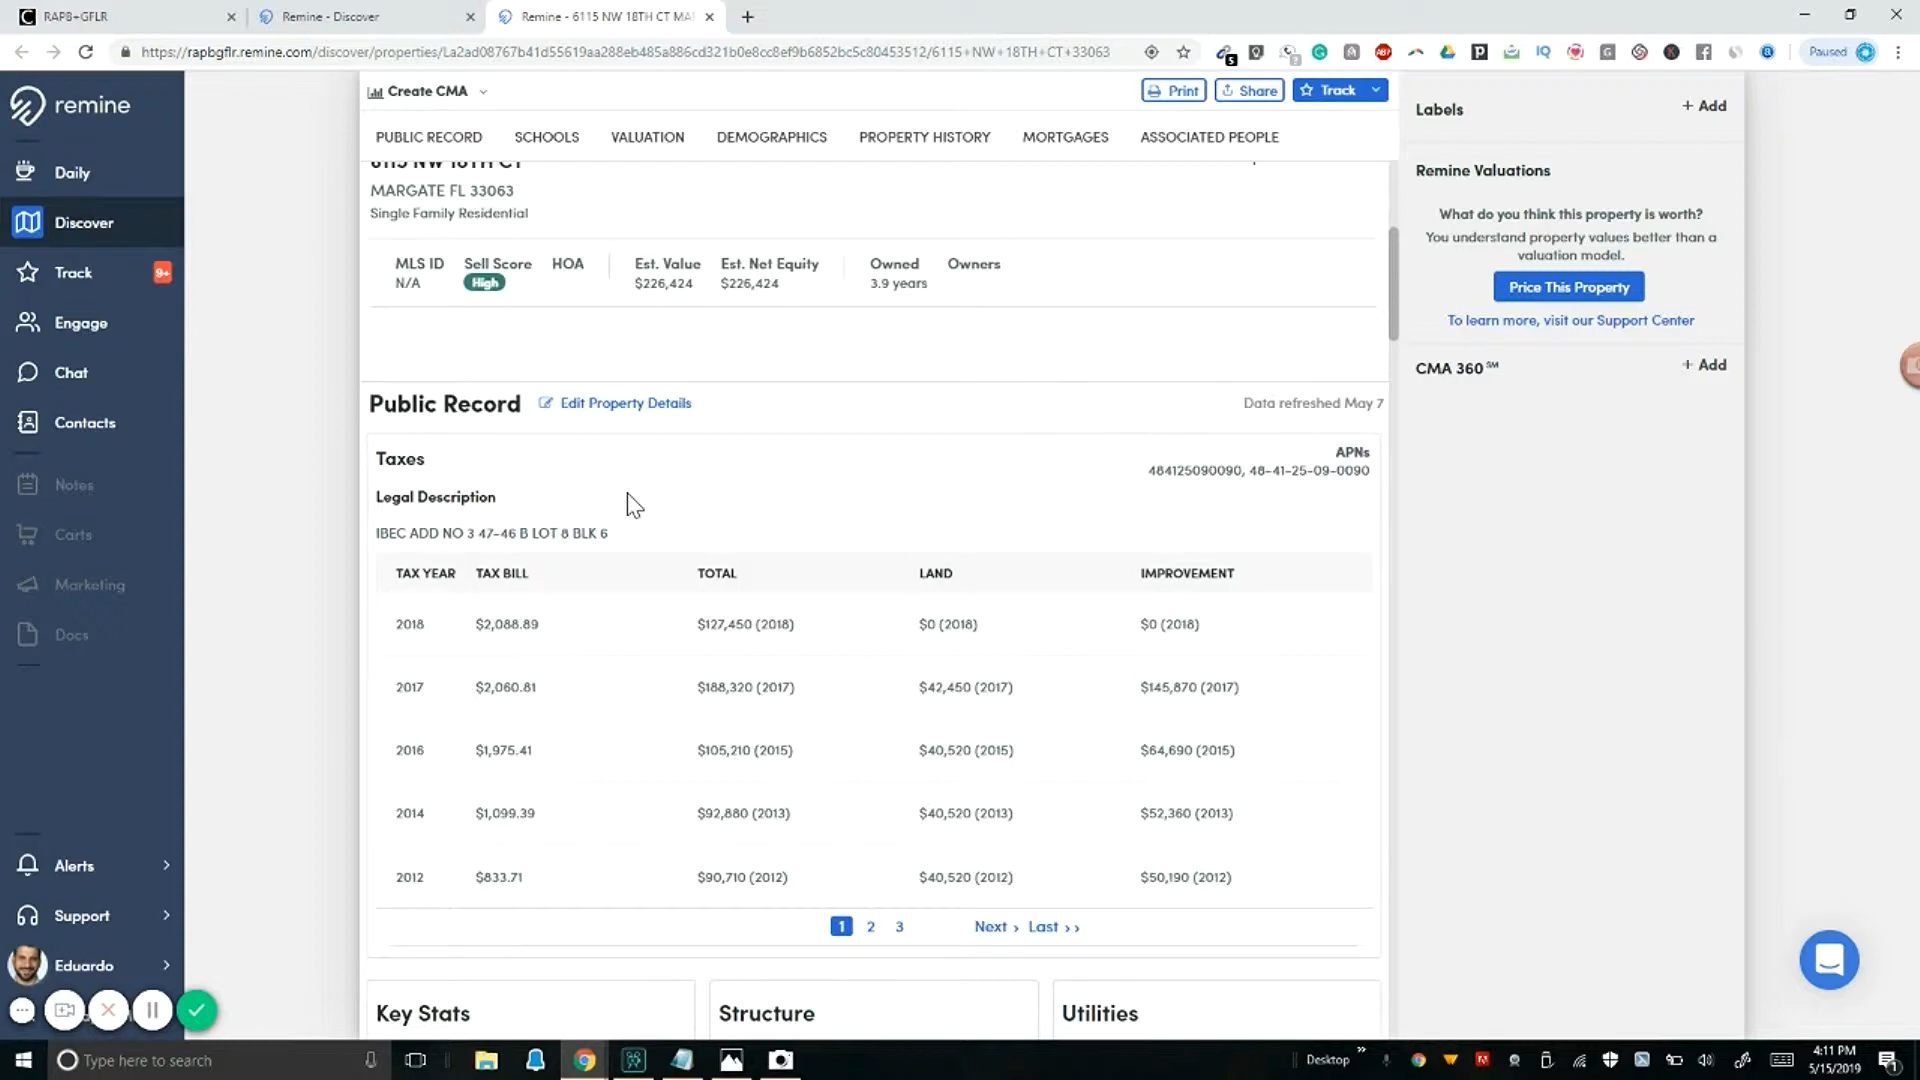 RAPB+GFLR
Remine - Discover
Remine - 6115 NW 18TH CT MA
https://rapbgflr.remine.com/discover/properties/La2ad08767b41d55619aa288eb485a886cd321b0e8cc8ef9b6852bc5c80453512/6115+NW+18TH+CT+33063
Paused
remine
Daily
Discover
Track 9+
Engage
Chat
Contacts
Notes
Carts
Marketing
Docs
Alerts
Support
Eduardo
Create CMA
Print
Share
Track
PUBLIC RECORD SCHOOLS VALUATION DEMOGRAPHICS PROPERTY HISTORY MORTGAGES ASSOCIATED PEOPLE
6115 NW 18TH CT
MARGATE FL 33063
Single Family Residential
MLS ID Sell Score HOA Est. Value Est. Net Equity Owned Owners
N/A High $226,424 $226,424 3.9 years
Public Record Edit Property Details Data refreshed May 7
Taxes APNs
484125090090, 48-41-25-09-0090
Legal Description
IBEC ADD NO 3 47-46 B LOT 8 BLK 6
TAX YEAR TAX BILL TOTAL LAND IMPROVEMENT
2018 $2,088.89 $127,450 (2018) $0 (2018) $0 (2018)
2017 $2,060.81 $188,320 (2017) $42,450 (2017) $145,870 (2017)
2016 $1,975.41 $105,210 (2015) $40,520 (2015) $64,690 (2015)
2014 $1,099.39 $92,880 (2013) $40,520 (2013) $52,360 (2013)
2012 $833.71 $90,710 (2012) $40,520 (2012) $50,190 (2012)
1 2 3 Next › Last ››
Key Stats Structure Utilities
Labels + Add
Remine Valuations
What do you think this property is worth?
You understand property values better than a
valuation model.
Price This Property
To learn more, visit our Support Center
CMA 360℠ + Add
Type here to search
Desktop
4:11 PM
5/15/2019